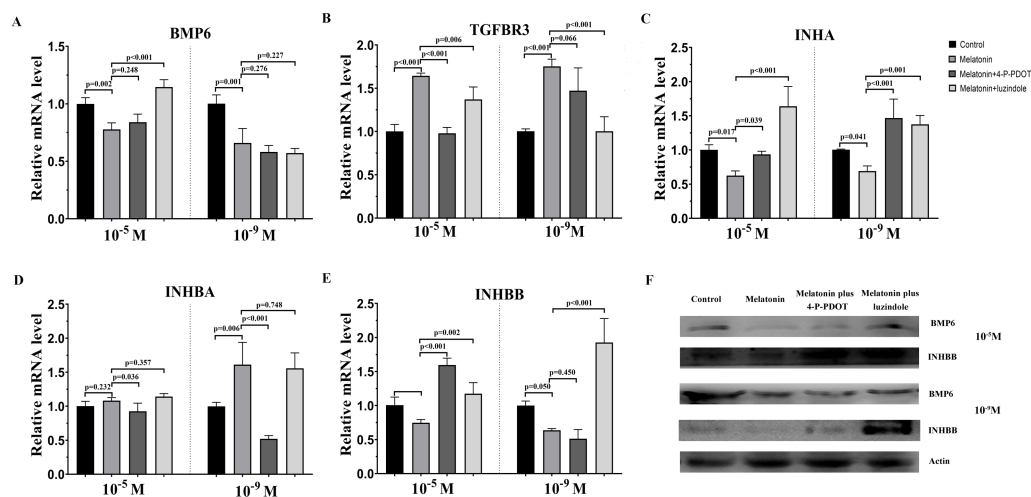 A
BMP6
Relative mRNA level
1.5
1.0
0.5
0.0
p<0.001
p=0.248
p=0.002
p=0.227
p=0.276
p=0.001
10⁻⁵ M
10⁻⁹ M
B
TGFBR3
Relative mRNA level
2.0
1.5
1.0
0.5
0.0
p=0.006
p<0.001
p<0.001
p<0.001
p=0.066
p<0.001
10⁻⁵ M
10⁻⁹ M
C
INHA
Relative mRNA level
2.5
2.0
1.5
1.0
0.5
0.0
p<0.001
p=0.039
p=0.017
p=0.001
p<0.001
p=0.041
10⁻⁵ M
10⁻⁹ M
Control
Melatonin
Melatonin+4-P-PDOT
Melatonin+luzindole
D
INHBA
Relative mRNA level
2.5
2.0
1.5
1.0
0.5
0.0
p=0.357
p=0.036
p=0.232
p=0.748
p<0.001
p=0.006
10⁻⁵ M
10⁻⁹ M
E
INHBB
Relative mRNA level
2.5
2.0
1.5
1.0
0.5
0.0
p=0.002
p<0.001
p<0.001
p=0.450
p=0.050
10⁻⁵ M
10⁻⁹ M
F
Control
Melatonin
Melatonin plus
4-P-PDOT
Melatonin plus
luzindole
BMP6
10⁻⁵M
INHBB
BMP6
10⁻⁹M
INHBB
Actin